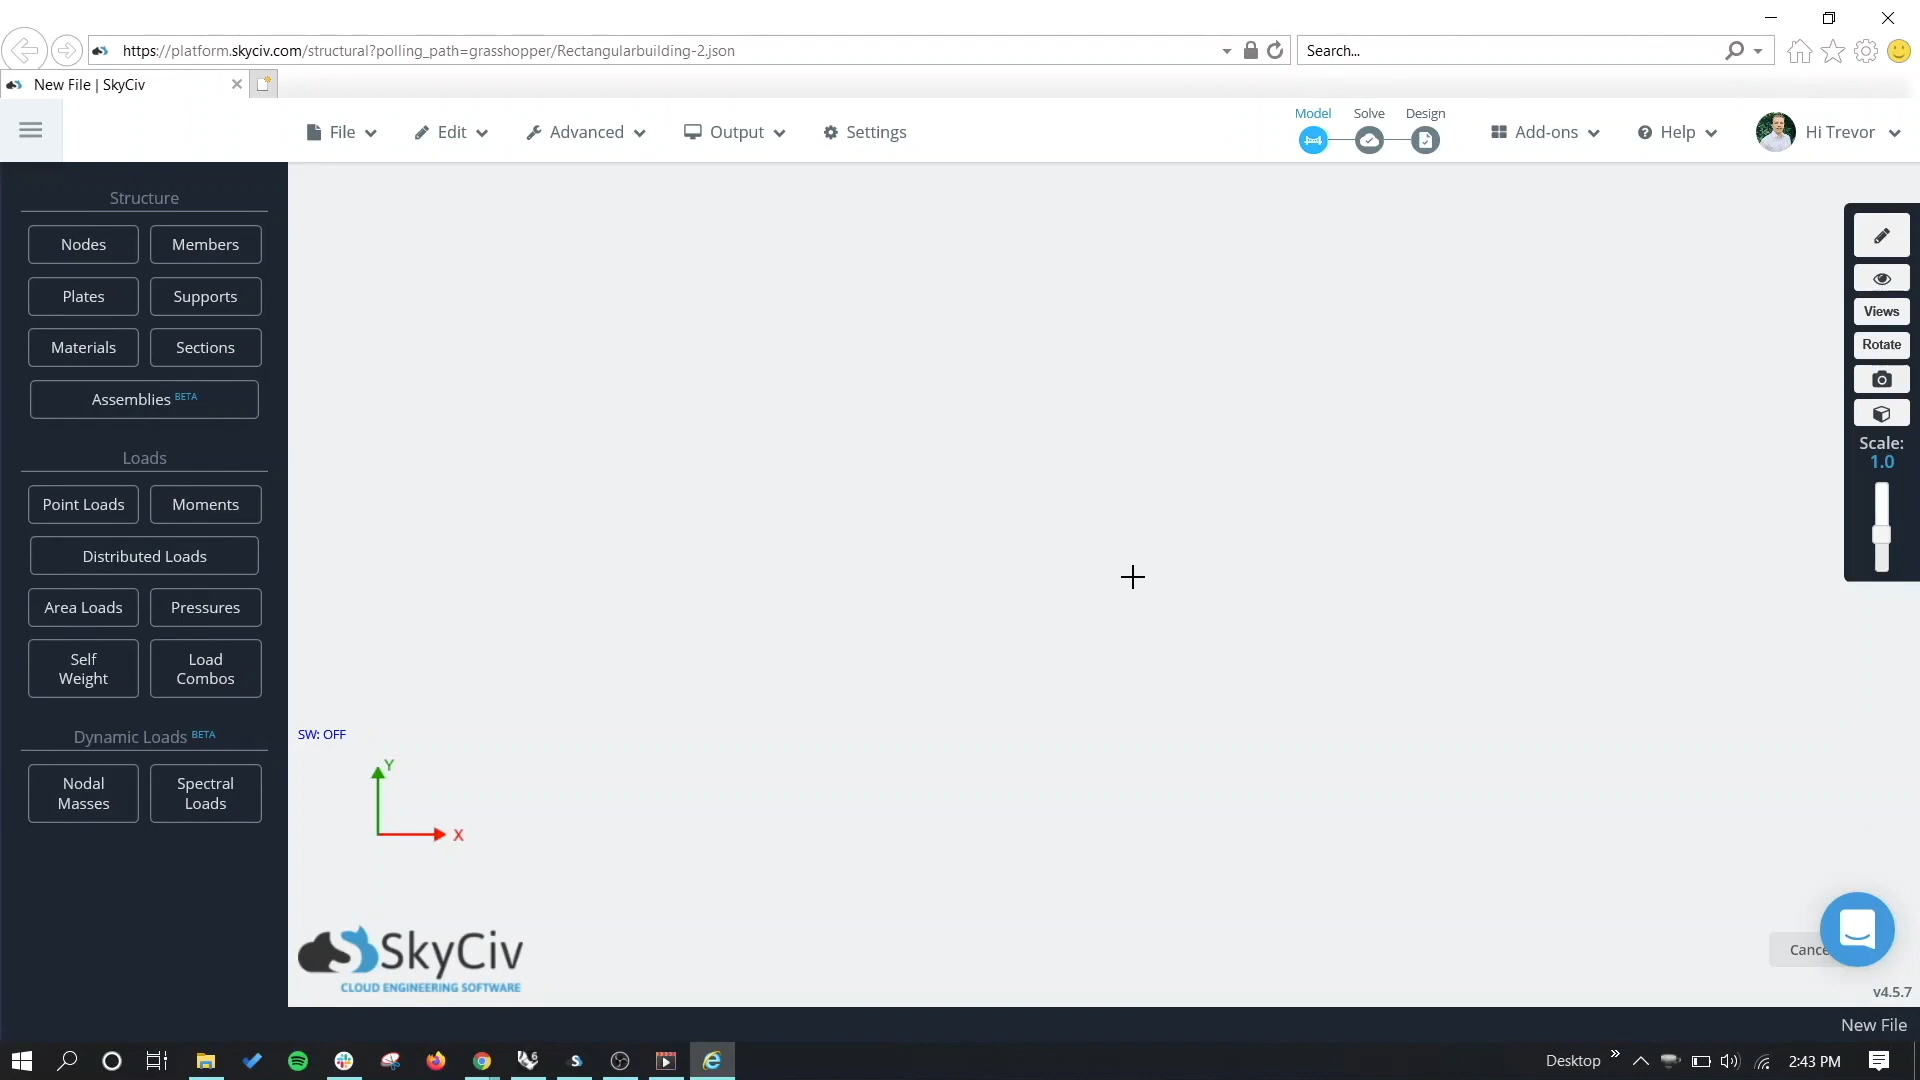 https://platform.skyciv.com/structural?polling_path=grasshopper/Rectangularbuilding-2.json
Search...
New File | SkyCiv
File
Edit
Advanced
Output
Settings
Model
Solve
Design
Add-ons
Help
Hi Trevor
Structure
Nodes
Members
Plates
Supports
Materials
Sections
Assemblies BETA
Loads
Point Loads
Moments
Distributed Loads
Area Loads
Pressures
Self
Weight
Load
Combos
Dynamic Loads BETA
Nodal
Masses
Spectral
Loads
Views
Rotate
Scale:
1.0
SW: OFF
Y
X
SkyCiv
CLOUD ENGINEERING SOFTWARE
Cance
v4.5.7
New File
Desktop
2:43 PM